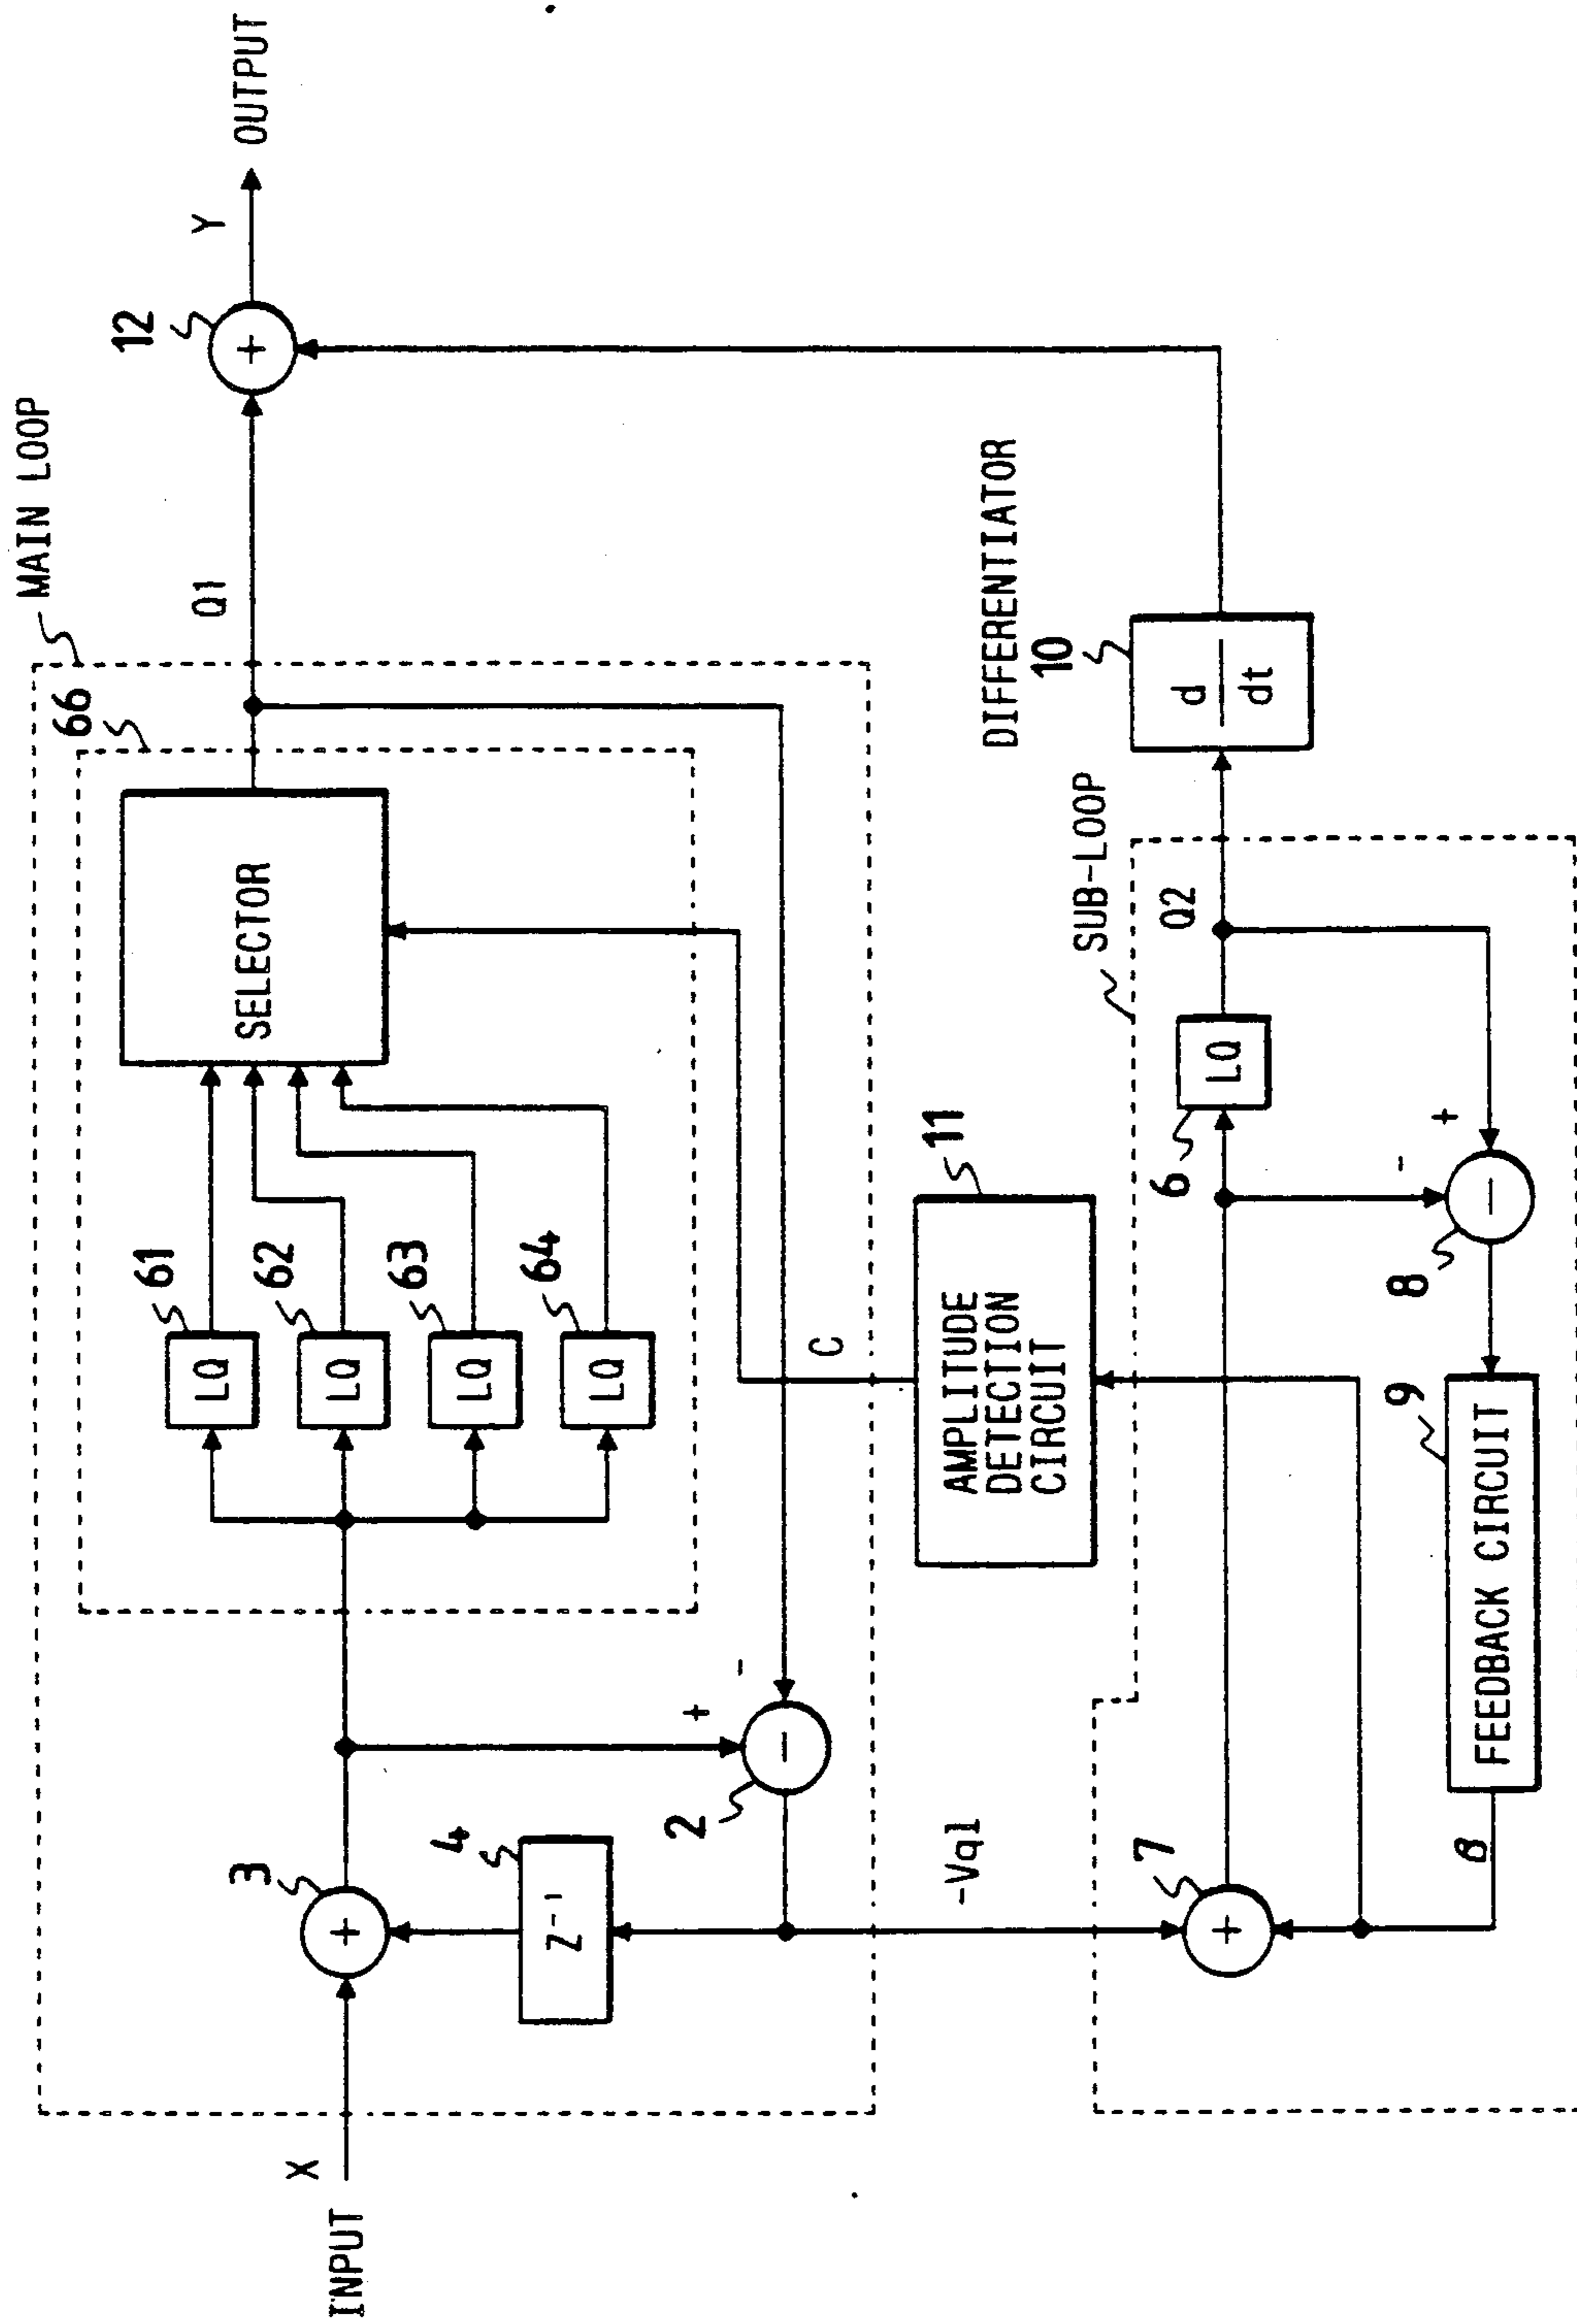 MAIN LOOP
66
12
Y
OUTPUT
Q1
+
SELECTOR
61
LQ
62
LQ
63
LQ
64
LQ
INPUT
X
3
+
4
Z⁻¹
+
-
2
−
C
11
AMPLITUDE
DETECTION
CIRCUIT
-Vq1
DIFFERENTIATOR
10
d
dt
SUB-LOOP
Q2
7
+
6
LQ
-
+
8
−
9
FEEDBACK CIRCUIT
B